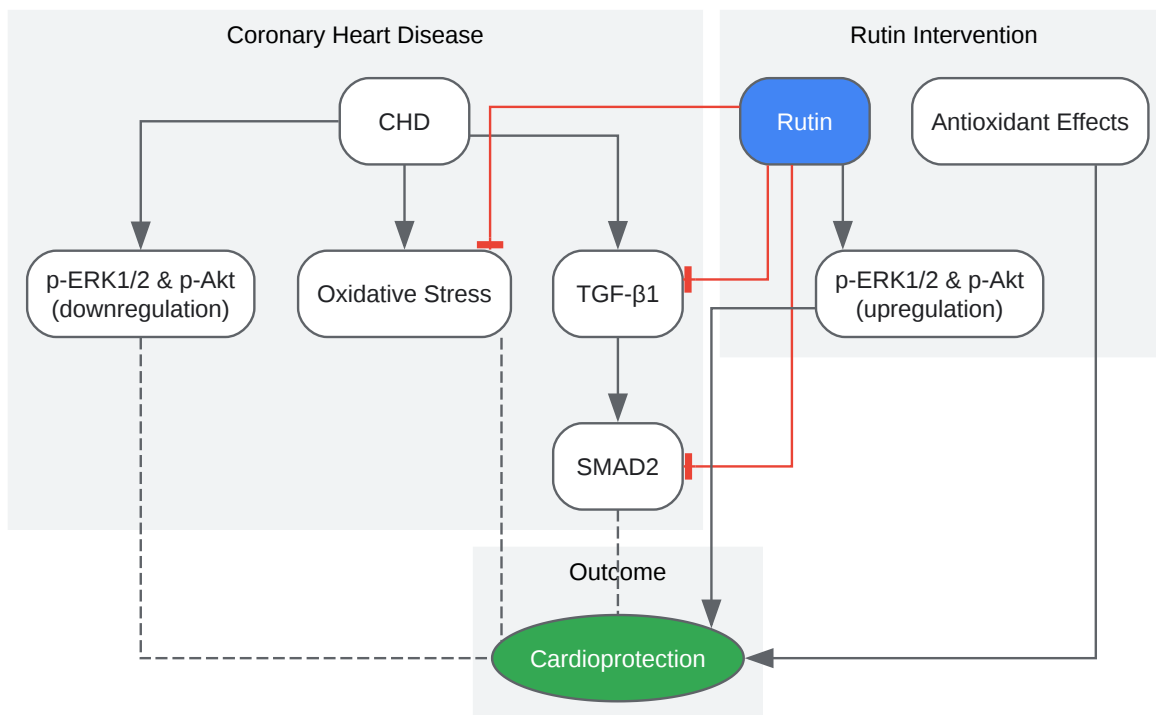 Coronary Heart Disease
Rutin Intervention
CHD
Rutin
Antioxidant Effects
p-ERK1/2 & p-Akt
(downregulation)
Oxidative Stress
TGF-β1
p-ERK1/2 & p-Akt
(upregulation)
SMAD2
Outcome
Cardioprotection